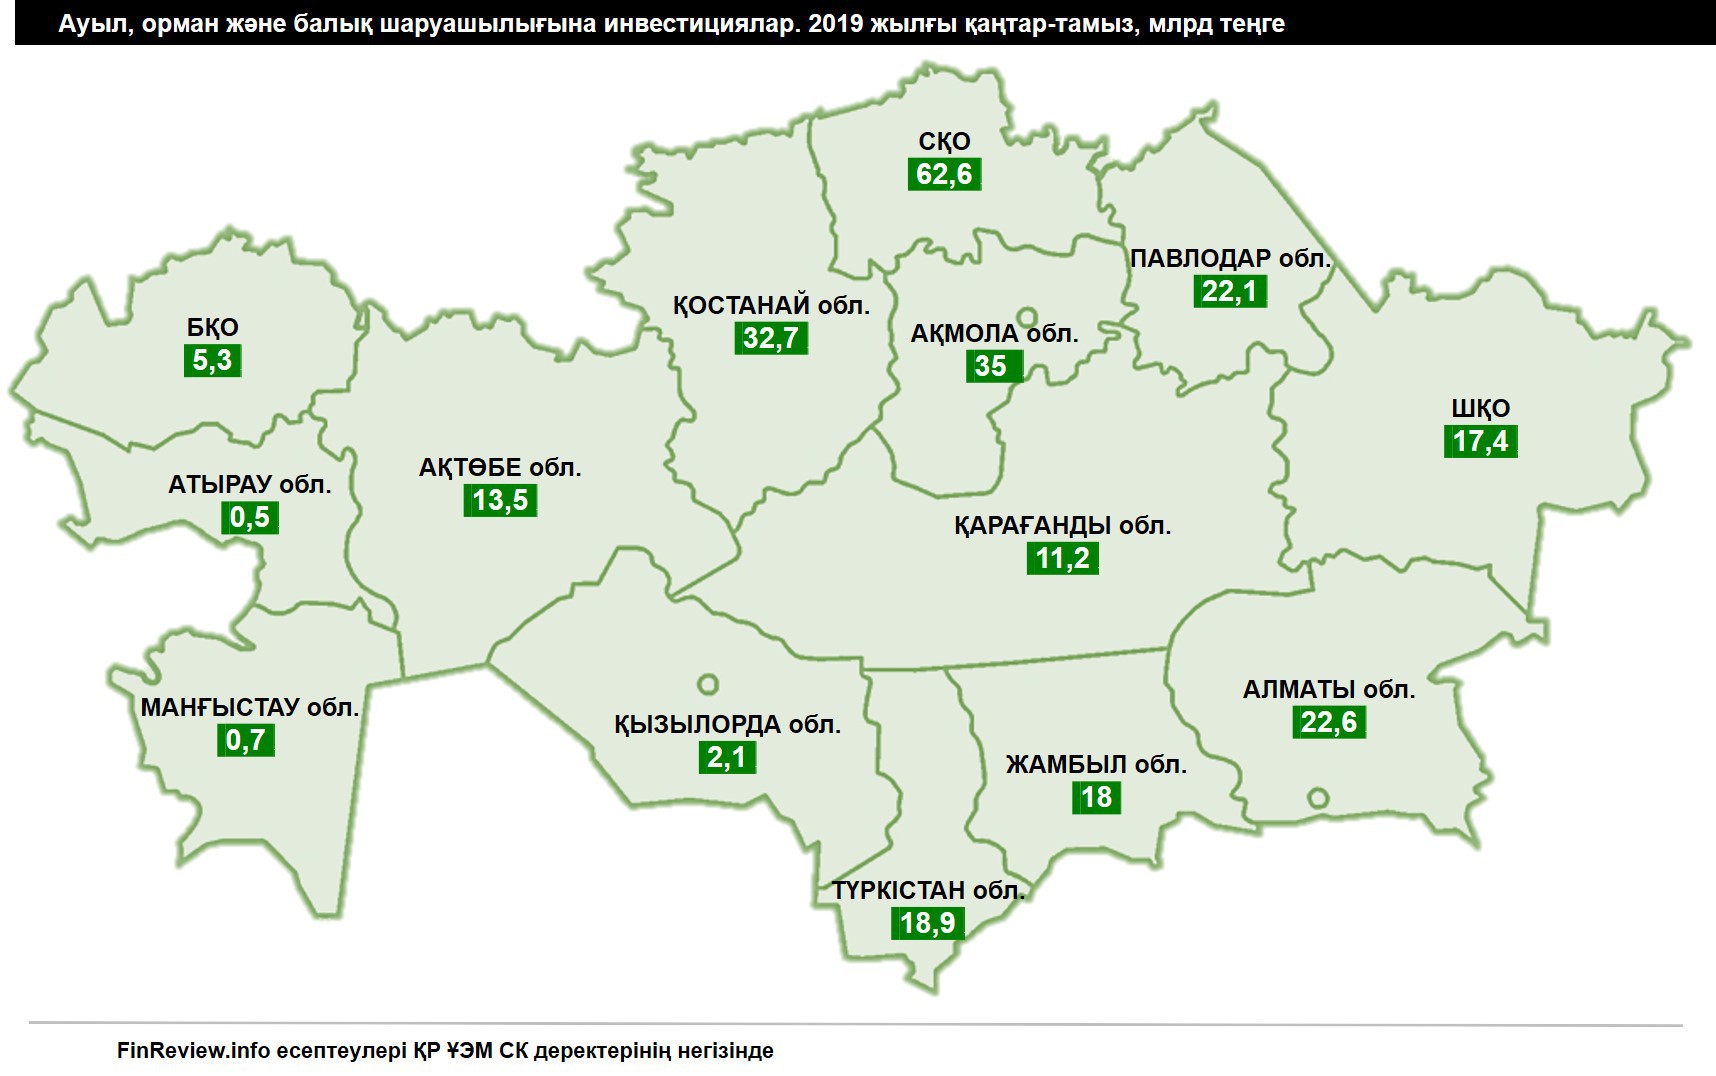 Ауыл, орман және балық шаруашылығына инвестициялар. 2019 жылғы қаңтар-тамыз, млрд теңге
СҚО
62,6
ПАВЛОДАР обл.
22,1
ҚОСТАНАЙ обл.
32,7
АҚМОЛА обл.
35
БҚО
5,3
ШҚО
17,4
АҚТӨБЕ обл.
13,5
АТЫРАУ обл.
0,5
ҚАРАҒАНДЫ обл.
11,2
АЛМАТЫ обл.
22,6
МАНҒЫСТАУ обл.
0,7
ҚЫЗЫЛОРДА обл.
2,1
ЖАМБЫЛ обл.
18
ТҮРКІСТАН обл.
18,9
FinReview.info есептеулері ҚР ҰЭМ СК деректерінің негізінде